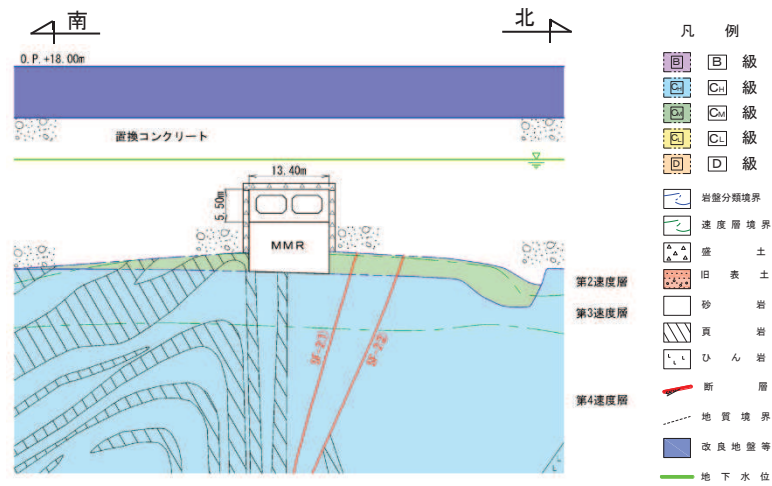 南
北
O.P.+18.00m
置換コンクリート
13.40m
5.50m
MMR
第2速度層
第3速度層
第4速度層
凡 例
B B 級
CH CH 級
CM CM 級
CL CL 級
D D 級
岩盤分類境界
速度層境界
盛 土
旧 表 土
砂 岩
頁 岩
ひ ん 岩
断 層
地 質 境 界
改 良 地 盤 等
地 下 水 位